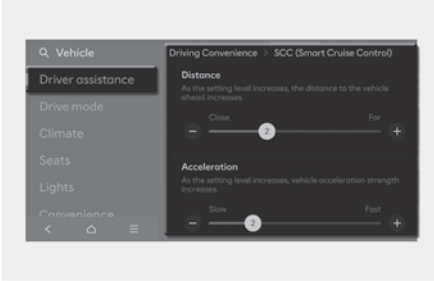 Vehicle
Driver assistance
Drive mode
Climate
Seats
Lights
Convenience
Driving Convenience > SCC (Smart Cruise Control)
Distance
As the setting level increases, the distance to the vehicle
ahead increases.
Close Far
− 2 +
Acceleration
As the setting level increases, vehicle acceleration strength
increases.
Slow Fast
− 2 +